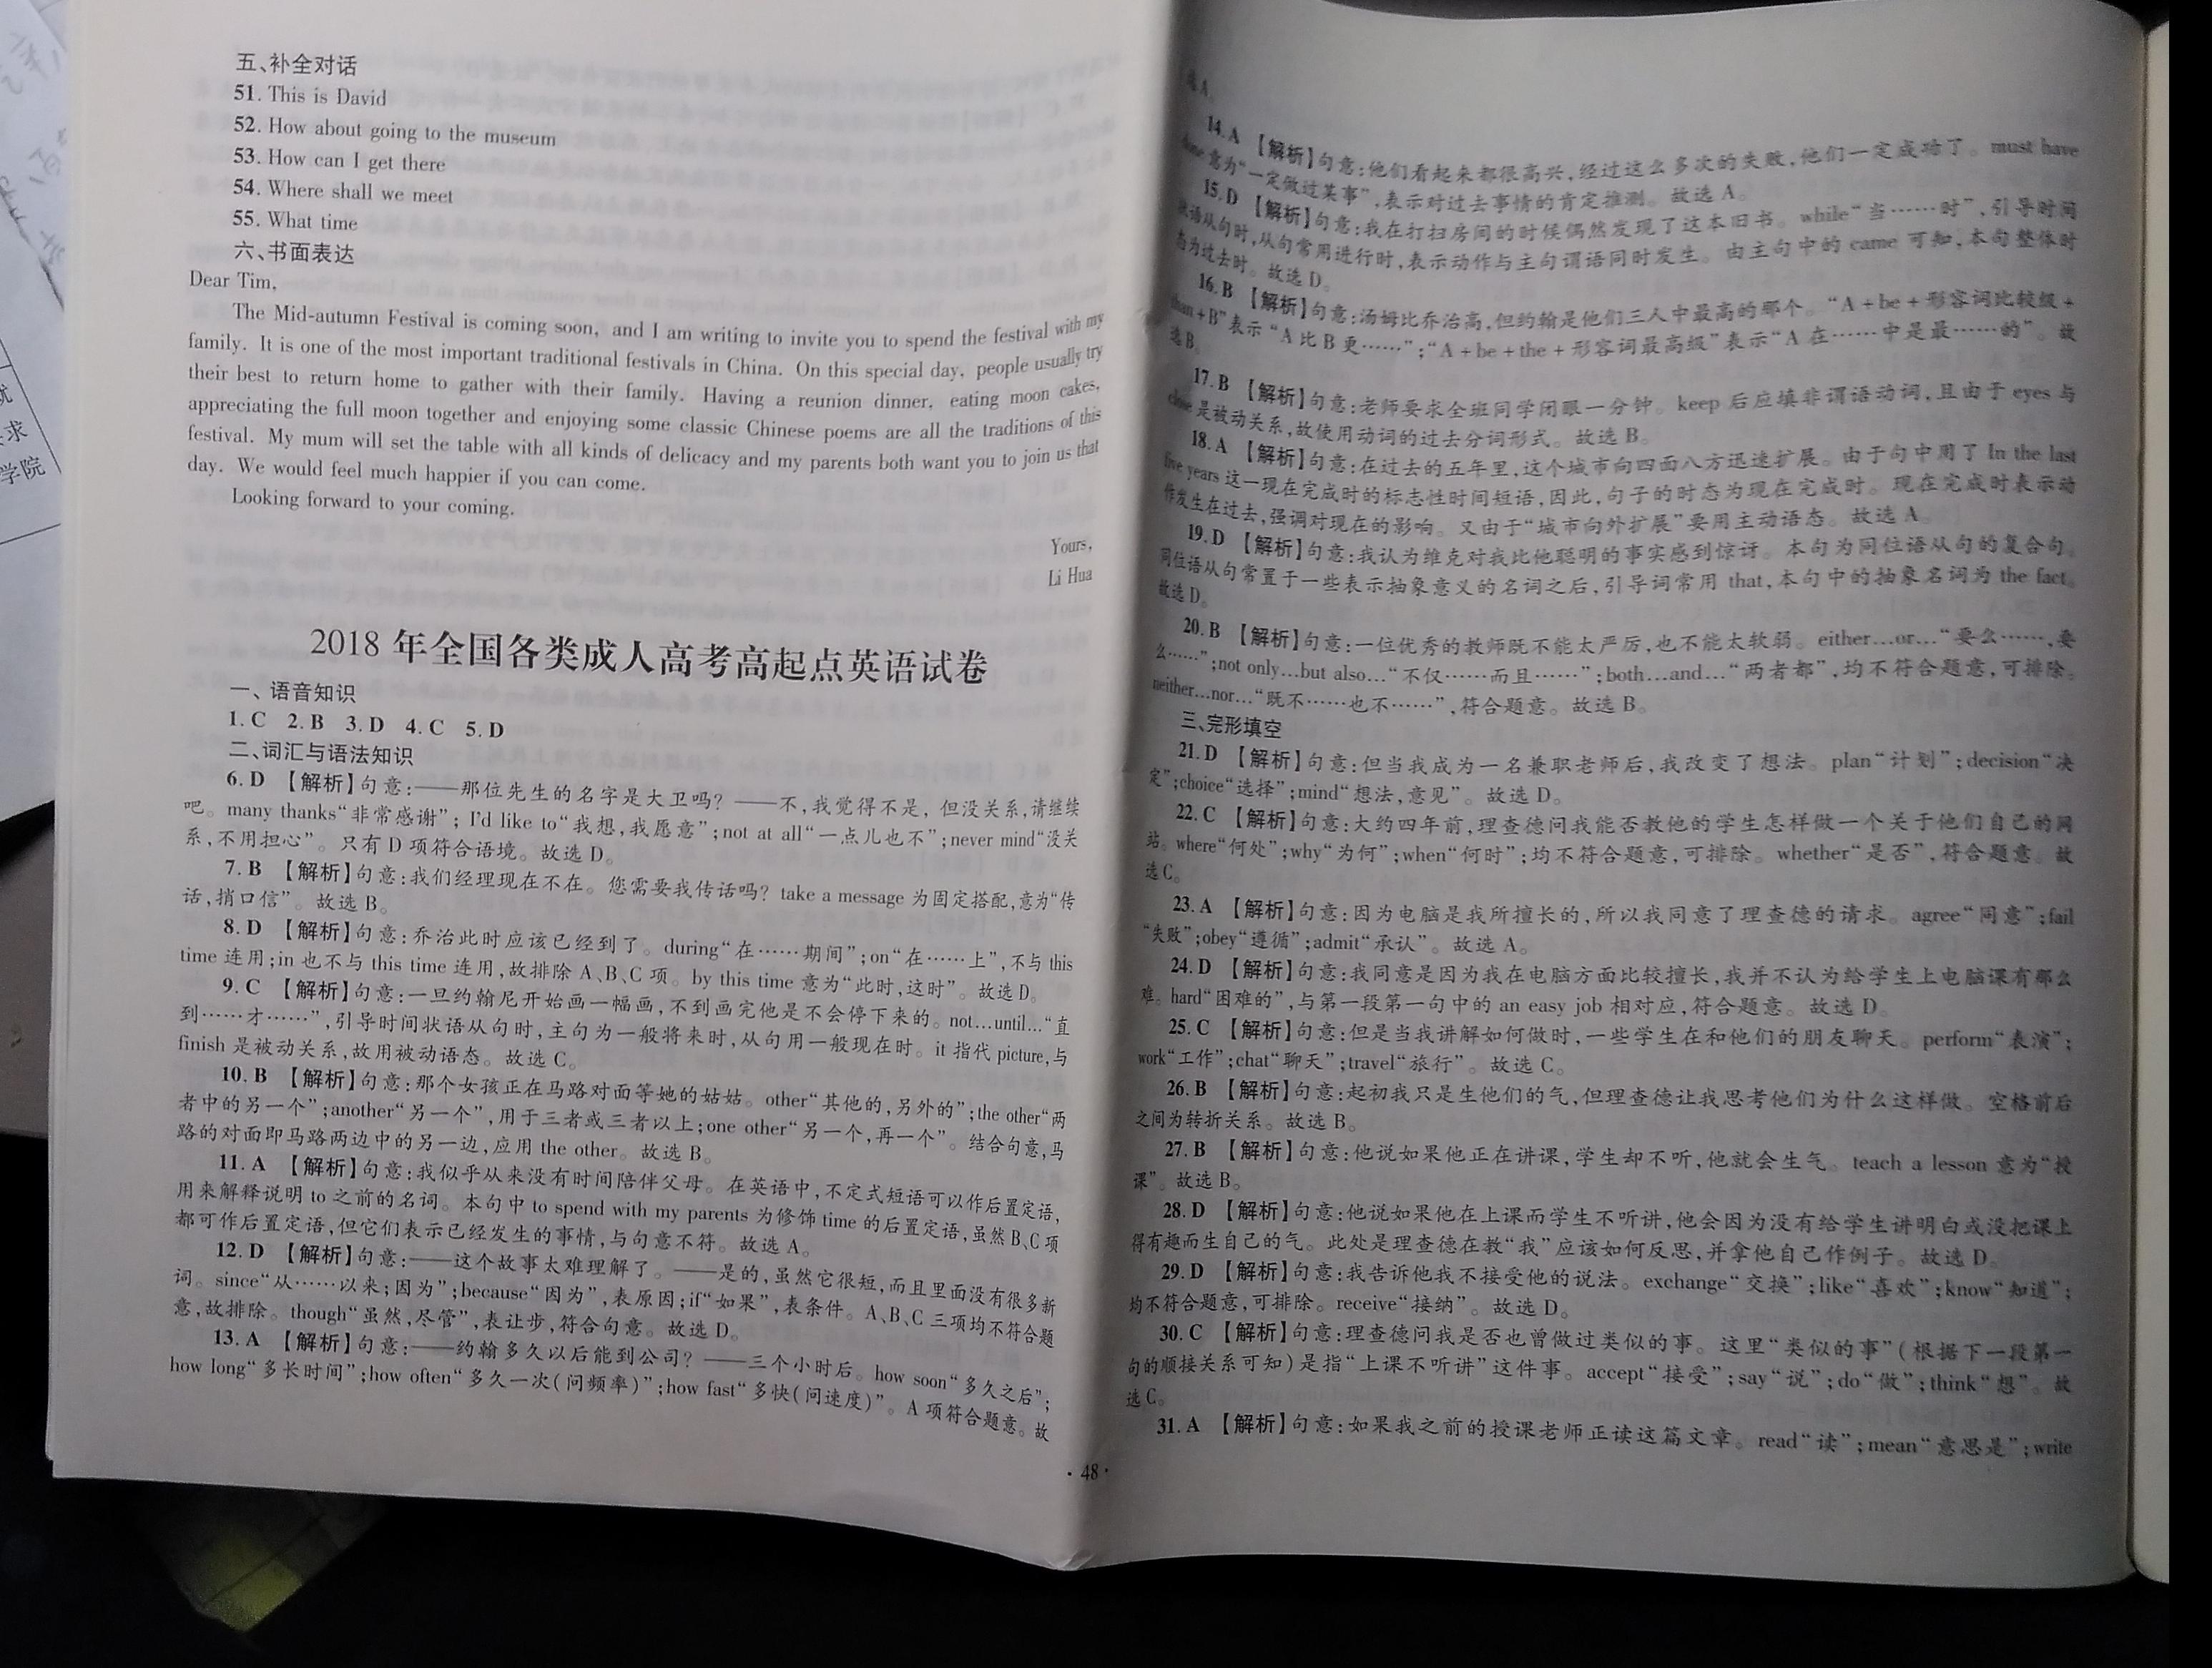 五、补全对话
51. This is David
52. How about going to the museum
53. How can I get there
54. Where shall we meet
55. What time
六、书面表达
Dear Tim,
The Mid-autumn Festival is coming soon, and I am writing to invite you to spend the festival with my
family. It is one of the most important traditional festivals in China. On this special day, people usually try
their best to return home to gather with their family. Having a reunion dinner, eating moon cakes,
appreciating the full moon together and enjoying some classic Chinese poems are all the traditions of this
festival. My mum will set the table with all kinds of delicacy and my parents both want you to join us that
day. We would feel much happier if you can come.
Looking forward to your coming.
Yours,
Li Hua
2018 年全国各类成人高考高起点英语试卷
一、语音知识
1. C 2. B 3. D 4. C 5. D
二、词汇与语法知识
6. D 【解析】句意:——那位先生的名字是大卫吗? ——不,我觉得不是, 但没关系,请继续
吧。many thanks“非常感谢”; I'd like to“我想,我愿意”;not at all“一点儿也不”;never mind“没关
系,不用担心”。只有 D 项符合语境。故选 D。
7. B 【解析】句意:我们经理现在不在。您需要我传话吗? take a message 为固定搭配,意为“传
话,捎口信”。故选 B。
8. D 【解析】句意:乔治此时应该已经到了。during“在……期间”;on“在……上”,不与 this
time 连用;in 也不与 this time 连用,故排除 A、B、C 项。by this time 意为“此时,这时”。故选 D。
9. C 【解析】句意:一旦约翰尼开始画一幅画,不到画完他是不会停下来的。not…until…“直
到……才……”,引导时间状语从句时,主句为一般将来时,从句用一般现在时。it 指代 picture,与
finish 是被动关系,故用被动语态。故选 C。
10. B 【解析】句意:那个女孩正在马路对面等她的姑姑。other“其他的,另外的”;the other“两
者中的另一个”;another“另一个”,用于三者或三者以上;one other“另一个,再一个”。结合句意,马
路的对面即马路两边中的另一边,应用 the other。故选 B。
11. A 【解析】句意:我似乎从来没有时间陪伴父母。在英语中,不定式短语可以作后置定语,
用来解释说明 to 之前的名词。本句中 to spend with my parents 为修饰 time 的后置定语,虽然 B、C 项
都可作后置定语,但它们表示已经发生的事情,与句意不符。故选 A。
12. D 【解析】句意:——这个故事太难理解了。——是的,虽然它很短,而且里面没有很多新
词。since“从……以来;因为”;because“因为”,表原因;if“如果”,表条件。A、B、C 三项均不符合题
意,故排除。though“虽然,尽管”,表让步,符合句意。故选 D。
13. A 【解析】句意:——约翰多久以后能到公司? ——三个小时后。how soon“多久之后”;
how long“多长时间”;how often“多久一次(问频率)”;how fast“多快(问速度)”。A 项符合题意。故
· 48 ·
选 A。
14. A 【解析】句意:他们看起来都很高兴,经过这么多次的失败,他们一定成功了。must have
done 意为“一定做过某事”,表示对过去事情的肯定推测。故选 A。
15. D 【解析】句意:我在打扫房间的时候偶然发现了这本旧书。while“当……时”,引导时间
状语从句时,从句常用进行时,表示动作与主句谓语同时发生。由主句中的 came 可知,本句整体时
态为过去时。故选 D。
16. B 【解析】句意:汤姆比乔治高,但约翰是他们三人中最高的那个。“A + be + 形容词比较级 +
than + B”表示“A 比 B 更……”;“A + be + the + 形容词最高级”表示“A 在……中是最……的”。故
选 B。
17. B 【解析】句意:老师要求全班同学闭眼一分钟。keep 后应填非谓语动词,且由于 eyes 与
close 是被动关系,故使用动词的过去分词形式。故选 B。
18. A 【解析】句意:在过去的五年里,这个城市向四面八方迅速扩展。由于句中用了 In the last
five years 这一现在完成时的标志性时间短语,因此,句子的时态为现在完成时。现在完成时表示动
作发生在过去,强调对现在的影响。又由于“城市向外扩展”要用主动语态。故选 A。
19. D 【解析】句意:我认为维克对我比他聪明的事实感到惊讶。本句为同位语从句的复合句。
同位语从句常置于一些表示抽象意义的名词之后,引导词常用 that,本句中的抽象名词为 the fact。
故选 D。
20. B 【解析】句意:一位优秀的教师既不能太严厉,也不能太软弱。either…or…“要么……,要
么……”;not only…but also…“不仅……而且……”;both…and…“两者都”,均不符合题意,可排除。
neither…nor…“既不……也不……”,符合题意。故选 B。
三、完形填空
21. D 【解析】句意:但当我成为一名兼职老师后,我改变了想法。plan“计划”;decision“决
定”;choice“选择”;mind“想法,意见”。故选 D。
22. C 【解析】句意:大约四年前,理查德问我能否教他的学生怎样做一个关于他们自己的网
站。where“何处”;why“为何”;when“何时”;均不符合题意,可排除。whether“是否”,符合题意。故
选 C。
23. A 【解析】句意:因为电脑是我所擅长的,所以我同意了理查德的请求。agree“同意”;fail
“失败”;obey“遵循”;admit“承认”。故选 A。
24. D 【解析】句意:我同意是因为我在电脑方面比较擅长,我并不认为给学生上电脑课有那么
难。hard“困难的”,与第一段第一句中的 an easy job 相对应,符合题意。故选 D。
25. C 【解析】句意:但是当我讲解如何做时,一些学生在和他们的朋友聊天。perform“表演”;
work“工作”;chat“聊天”;travel“旅行”。故选 C。
26. B 【解析】句意:起初我只是生他们的气,但理查德让我思考他们为什么这样做。空格前后
之间为转折关系。故选 B。
27. B 【解析】句意:他说如果他正在讲课,学生却不听,他就会生气。teach a lesson 意为“授
课”。故选 B。
28. D 【解析】句意:他说如果他在上课而学生不听讲,他会因为没有给学生讲明白或没把课上
得有趣而生自己的气。此处是理查德在教“我”应该如何反思,并拿他自己作例子。故选 D。
29. D 【解析】句意:我告诉他我不接受他的说法。exchange“交换”;like“喜欢”;know“知道”;
均不符合题意,可排除。receive“接纳”。故选 D。
30. C 【解析】句意:理查德问我是否也曾做过类似的事。这里“类似的事”(根据下一段第一
句的顺接关系可知)是指“上课不听讲”这件事。accept“接受”;say“说”;do“做”;think“想”。故
选 C。
31. A 【解析】句意:如果我之前的授课老师正读这篇文章。read“读”;mean“意思是”;write
求
学院